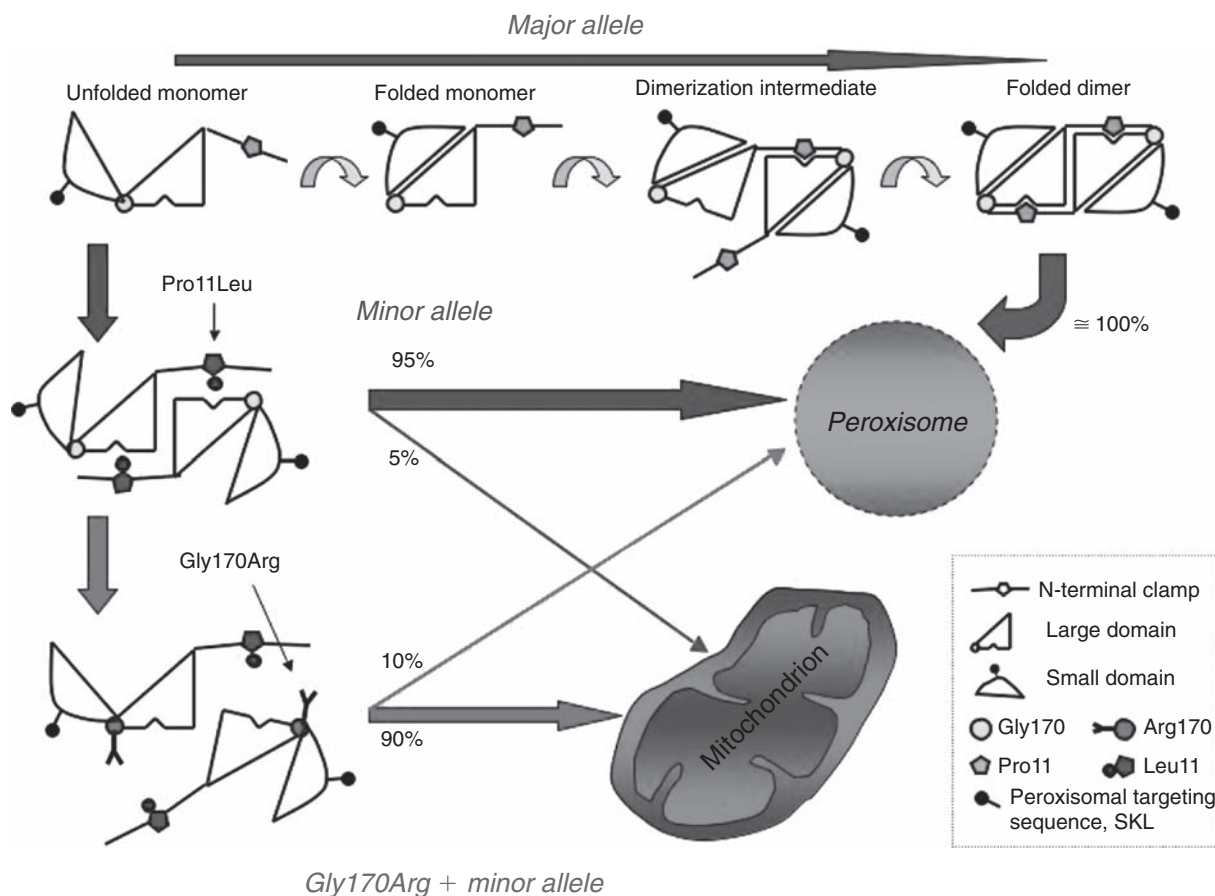 Major allele
Unfolded monomer
Folded monomer
Dimerization intermediate
Folded dimer
Pro11Leu
Minor allele
≅ 100%
95%
Peroxisome
5%
Gly170Arg
10%
90%
Mitochondrion
N-terminal clamp
Large domain
Small domain
Gly170
Arg170
Pro11
Leu11
Peroxisomal targeting
sequence, SKL
Gly170Arg + minor allele